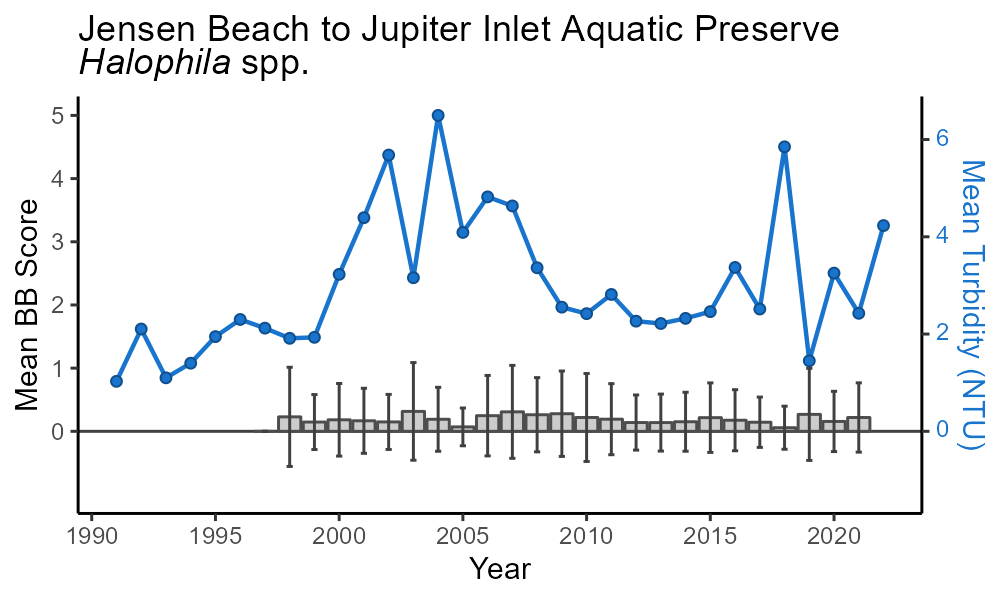 Jensen Beach to Jupiter Inlet Aquatic Preserve
Halophila spp.
Mean BB Score
5
4
3
2
1
0
6
4
2
0
Mean Turbidity (NTU)
1990 1995 2000 2005 2010 2015 2020
Year